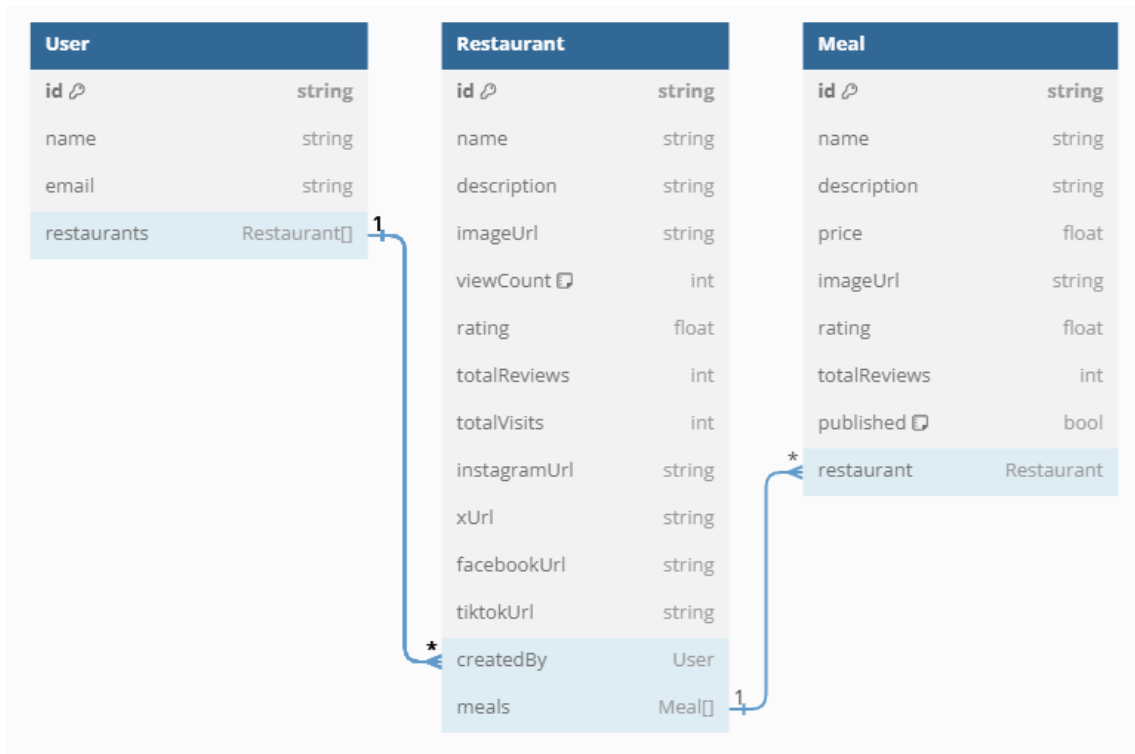 User
id string
name string
email string
restaurants Restaurant[]
1
Restaurant
id string
name string
description string
imageUrl string
viewCount int
rating float
totalReviews int
totalVisits int
instagramUrl string
xUrl string
facebookUrl string
tiktokUrl string
*
createdBy User
meals Meal[]
1
Meal
id string
name string
description string
price float
imageUrl string
rating float
totalReviews int
published bool
*
restaurant Restaurant